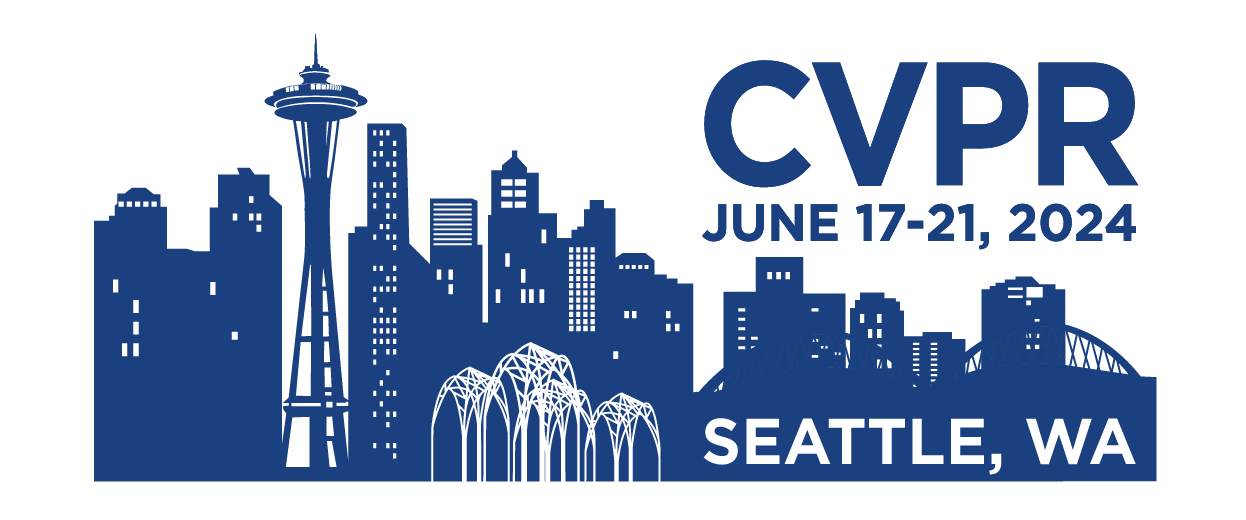 CVPR
JUNE 17-21, 2024
SEATTLE, WA